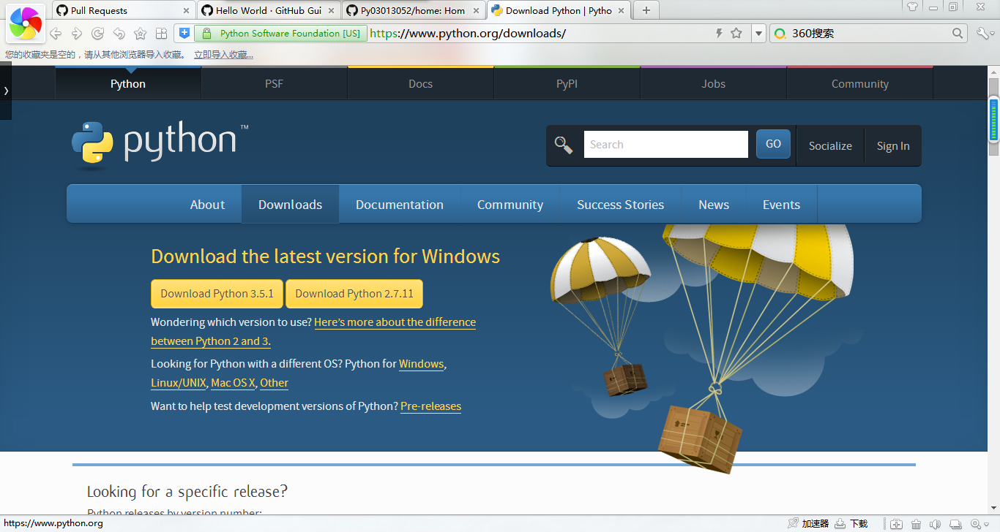 Pull Requests
Hello World · GitHub Gui
Py03013052/home: Hom
Download Python | Pytho
Python Software Foundation [US]
https://www.python.org/downloads/
360搜索
您的收藏夹是空的，请从其他浏览器导入收藏。 立即导入收藏...
Python
PSF
Docs
PyPI
Jobs
Community
python™
Search
GO
Socialize
Sign In
About
Downloads
Documentation
Community
Success Stories
News
Events
Download the latest version for Windows
Download Python 3.5.1
Download Python 2.7.11
Wondering which version to use? Here's more about the difference
between Python 2 and 3.
Looking for Python with a different OS? Python for Windows,
Linux/UNIX, Mac OS X, Other
Want to help test development versions of Python? Pre-releases
Looking for a specific release?
Python releases by version number:
https://www.python.org
加速器
下载